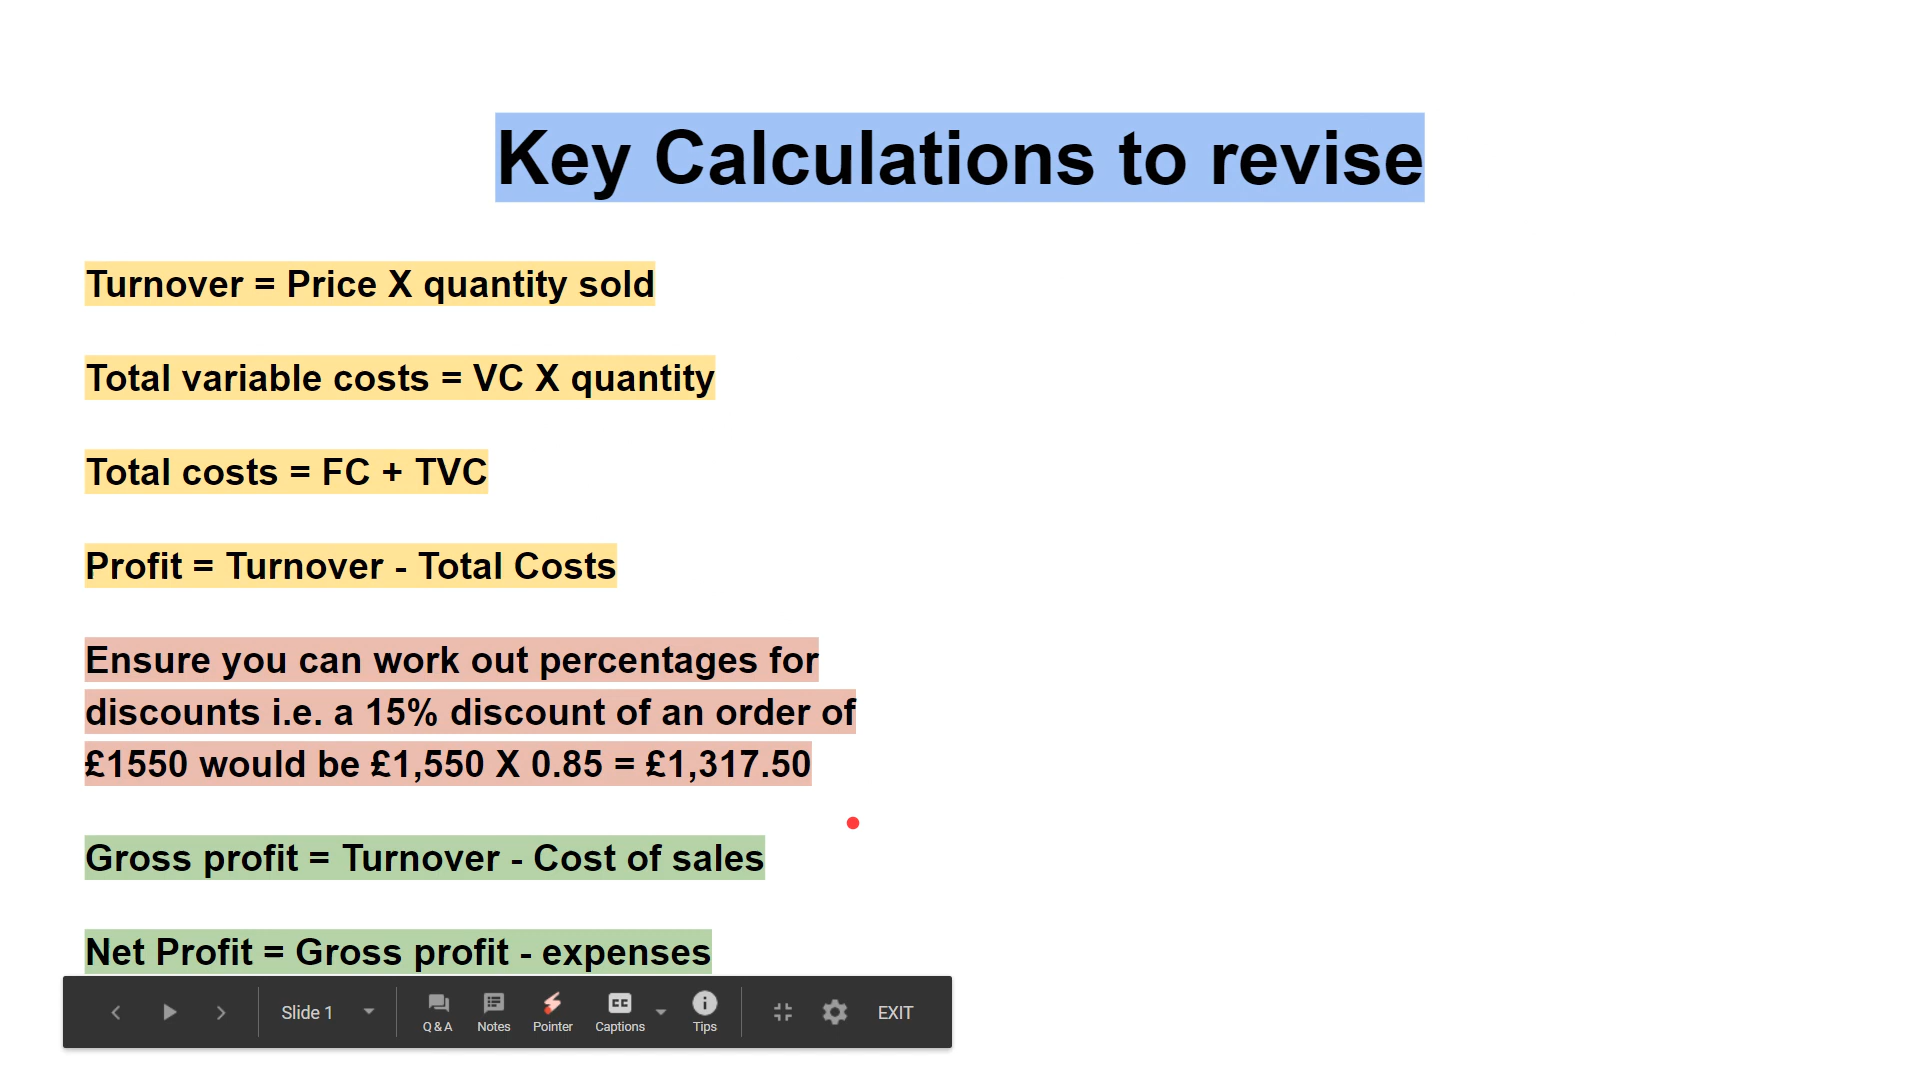 Key Calculations to revise
Turnover = Price X quantity sold
Total variable costs = VC X quantity
Total costs = FC + TVC
Profit = Turnover - Total Costs
Ensure you can work out percentages for
discounts i.e. a 15% discount of an order of
£1550 would be £1,550 X 0.85 = £1,317.50
Gross profit = Turnover - Cost of sales
Net Profit = Gross profit - expenses
Slide 1
Q & A
Notes
Pointer
CC
Captions
Tips
EXIT